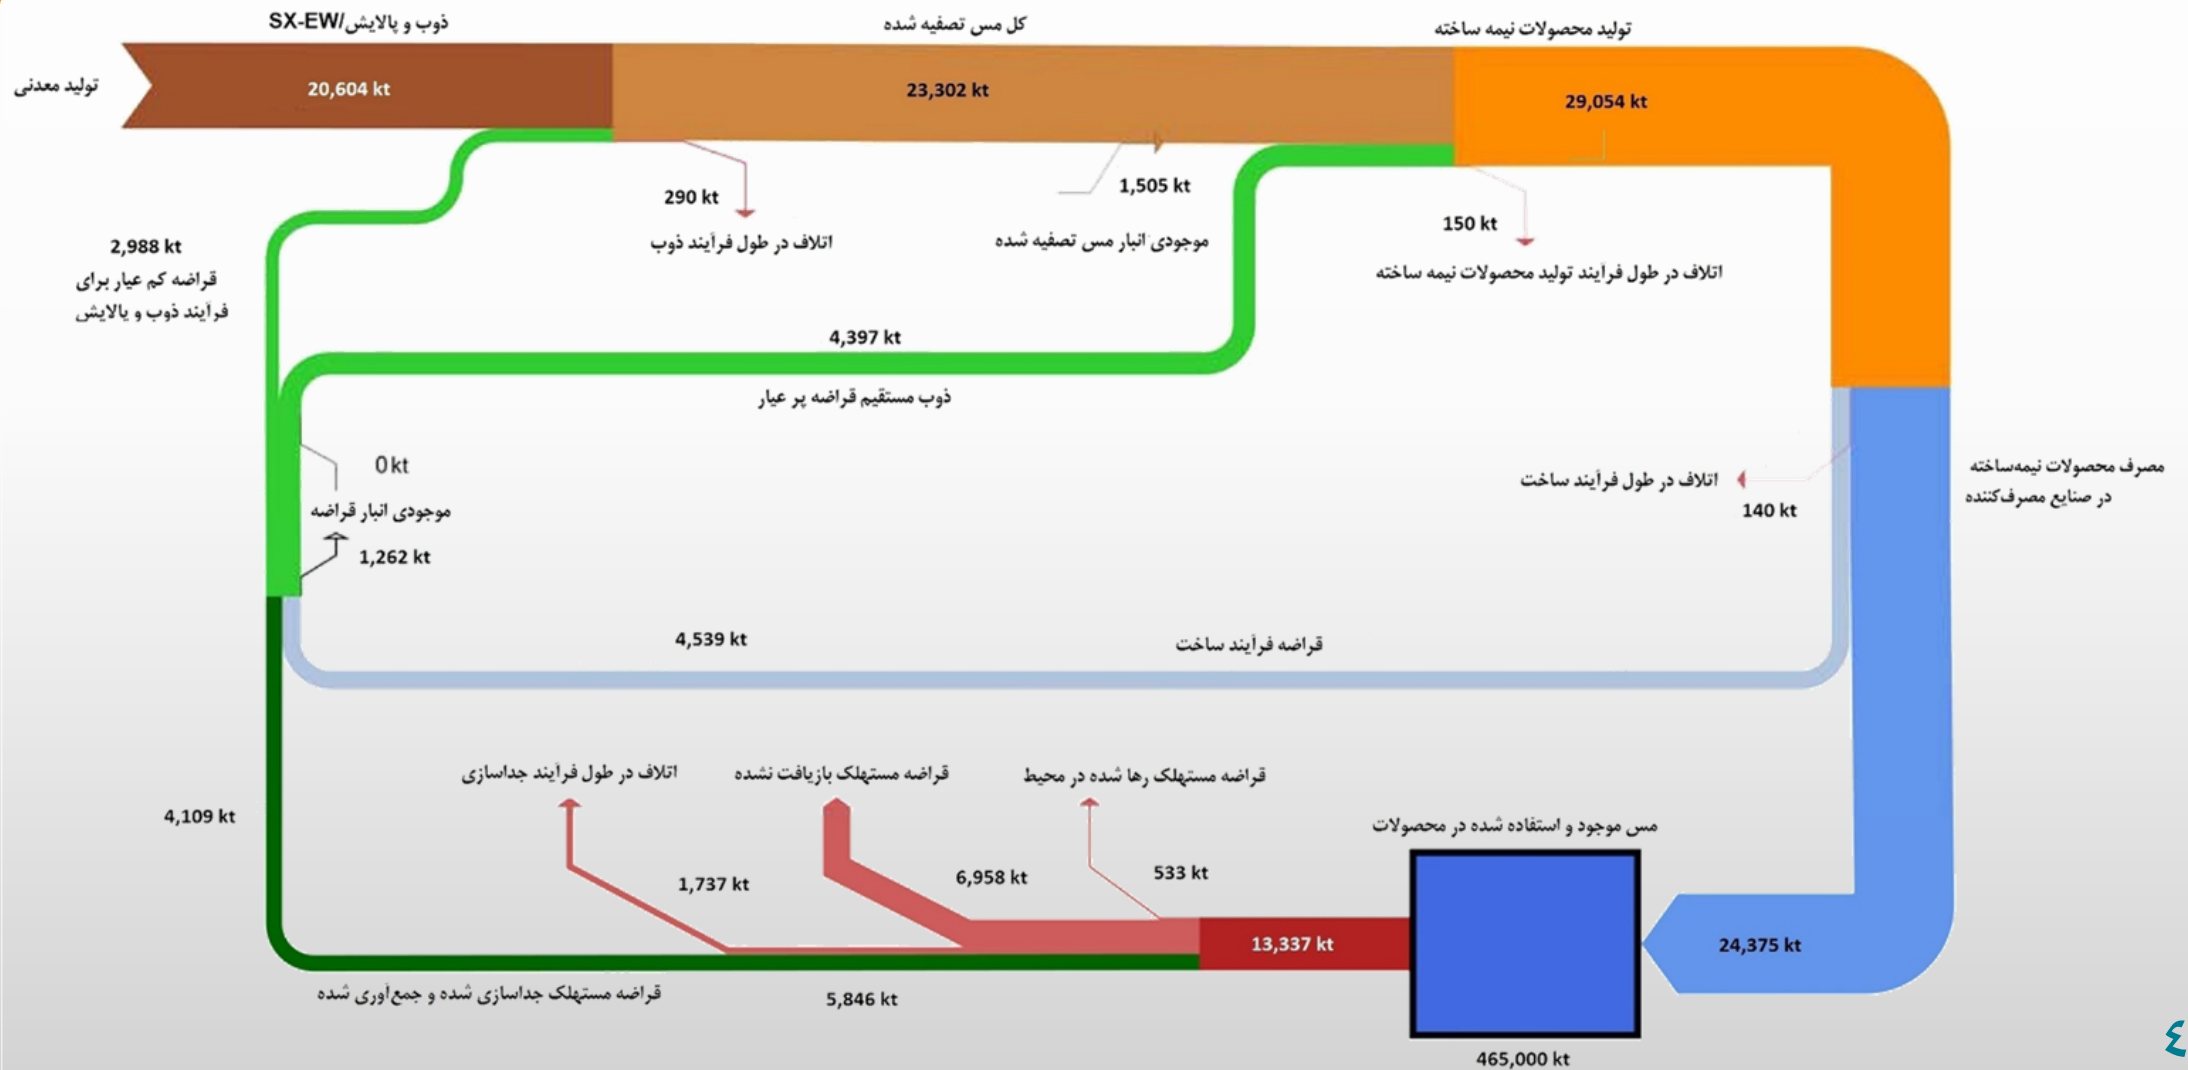 ذوب و پالایش/SX-EW
کل مس تصفیه شده
تولید محصولات نیمه ساخته
تولید معدنی
20,604 kt
23,302 kt
29,054 kt
290 kt
اتلاف در طول فرآیند ذوب
1,505 kt
موجودی انبار مس تصفیه شده
150 kt
اتلاف در طول فرآیند تولید محصولات نیمه ساخته
2,988 kt
قراضه کم عیار برای
فرآیند ذوب و پالایش
4,397 kt
ذوب مستقیم قراضه پر عیار
0 kt
موجودی انبار قراضه
1,262 kt
اتلاف در طول فرآیند ساخت
140 kt
مصرف محصولات نیمه‌ساخته
در صنایع مصرف‌کننده
4,539 kt
قراضه فرآیند ساخت
4,109 kt
اتلاف در طول فرآیند جداسازی
قراضه مستهلک بازیافت نشده
قراضه مستهلک رها شده در محیط
مس موجود و استفاده شده در محصولات
1,737 kt
6,958 kt
533 kt
13,337 kt
24,375 kt
قراضه مستهلک جداسازی شده و جمع‌آوری شده
5,846 kt
465,000 kt
٤